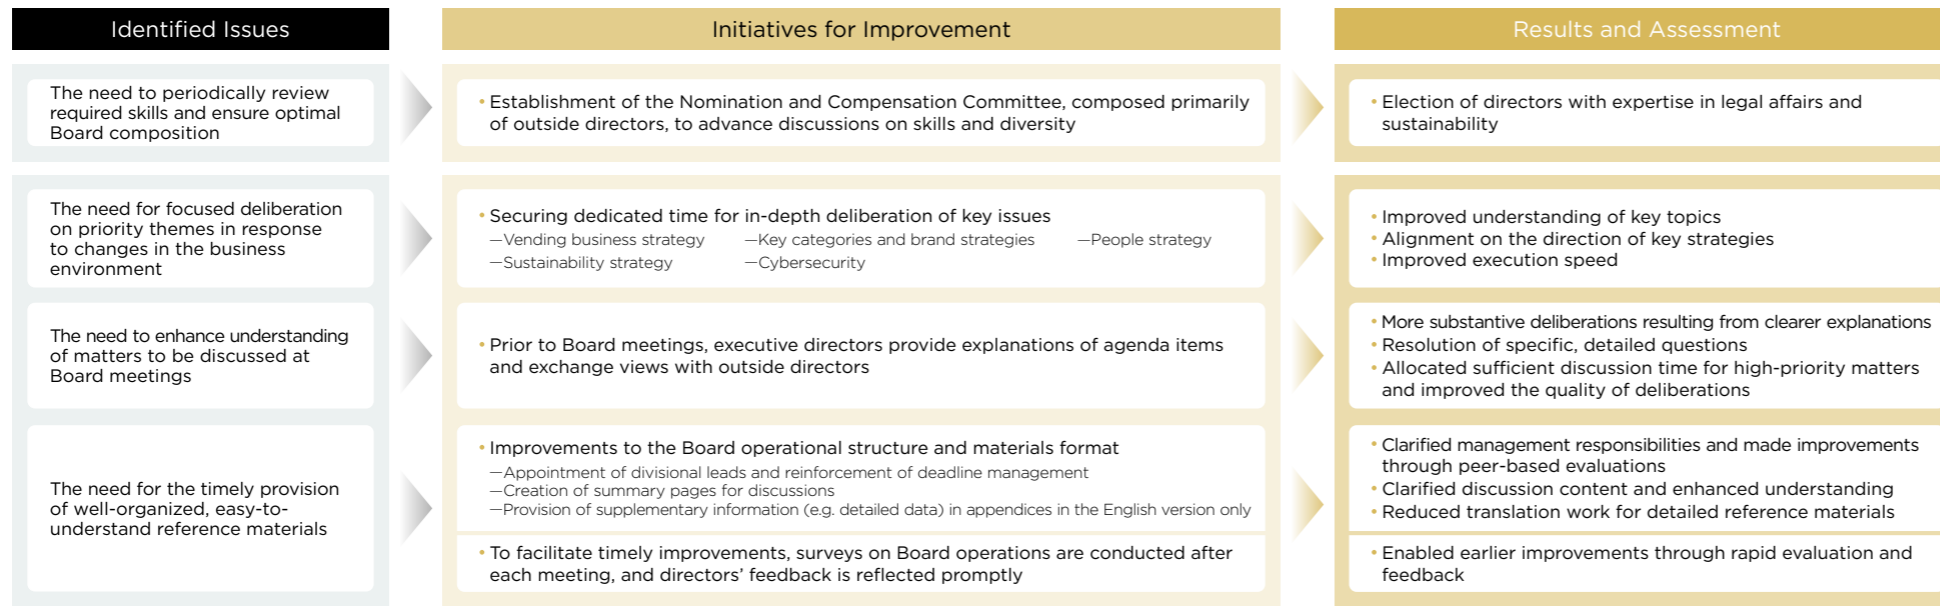 Identified Issues
Initiatives for Improvement
Results and Assessment
The need to periodically review
required skills and ensure optimal
Board composition
• Establishment of the Nomination and Compensation Committee, composed primarily
of outside directors, to advance discussions on skills and diversity
• Election of directors with expertise in legal affairs and
sustainability
The need for focused deliberation
on priority themes in response
to changes in the business
environment
• Securing dedicated time for in-depth deliberation of key issues
—Vending business strategy —Key categories and brand strategies —People strategy
—Sustainability strategy —Cybersecurity
• Improved understanding of key topics
• Alignment on the direction of key strategies
• Improved execution speed
The need to enhance understanding
of matters to be discussed at
Board meetings
• Prior to Board meetings, executive directors provide explanations of agenda items
and exchange views with outside directors
• More substantive deliberations resulting from clearer explanations
• Resolution of specific, detailed questions
• Allocated sufficient discussion time for high-priority matters
and improved the quality of deliberations
The need for the timely provision
of well-organized, easy-to-
understand reference materials
• Improvements to the Board operational structure and materials format
—Appointment of divisional leads and reinforcement of deadline management
—Creation of summary pages for discussions
—Provision of supplementary information (e.g. detailed data) in appendices in the English version only
• Clarified management responsibilities and made improvements
through peer-based evaluations
• Clarified discussion content and enhanced understanding
• Reduced translation work for detailed reference materials
• To facilitate timely improvements, surveys on Board operations are conducted after
each meeting, and directors’ feedback is reflected promptly
• Enabled earlier improvements through rapid evaluation and
feedback